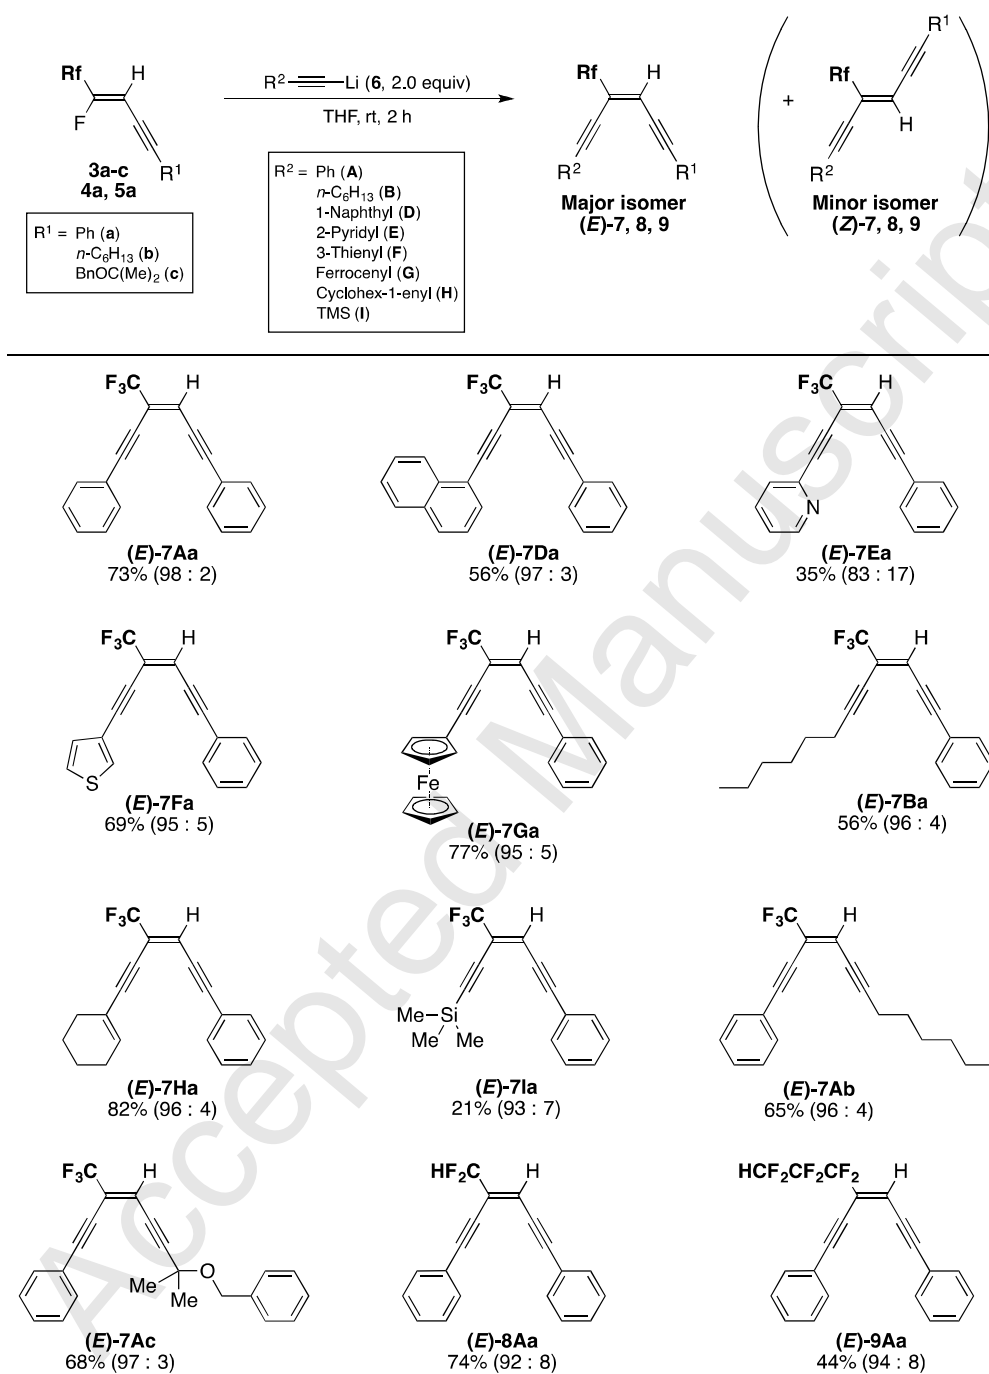 Rf
H
F
R1
3a-c
4a, 5a
R1 = Ph (a)
n-C6H13 (b)
BnOC(Me)2 (c)
R2
Li (6, 2.0 equiv)
THF, rt, 2 h
R2 = Ph (A)
n-C6H13 (B)
1-Naphthyl (D)
2-Pyridyl (E)
3-Thienyl (F)
Ferrocenyl (G)
Cyclohex-1-enyl (H)
TMS (I)
Rf
H
R2
R1
Major isomer
(E)-7, 8, 9
+
R1
Rf
H
R2
Minor isomer
(Z)-7, 8, 9
F3C
H
(E)-7Aa
73% (98 : 2)
F3C
H
(E)-7Da
56% (97 : 3)
F3C
H
N
(E)-7Ea
35% (83 : 17)
F3C
H
S
(E)-7Fa
69% (95 : 5)
F3C
H
Fe
(E)-7Ga
77% (95 : 5)
F3C
H
(E)-7Ba
56% (96 : 4)
F3C
H
(E)-7Ha
82% (96 : 4)
F3C
H
Me Si
Me Me
(E)-7Ia
21% (93 : 7)
F3C
H
(E)-7Ab
65% (96 : 4)
F3C
H
Me O
Me
(E)-7Ac
68% (97 : 3)
HF2C
H
(E)-8Aa
74% (92 : 8)
HCF2CF2CF2
H
(E)-9Aa
44% (94 : 8)
Accepted Manuscript